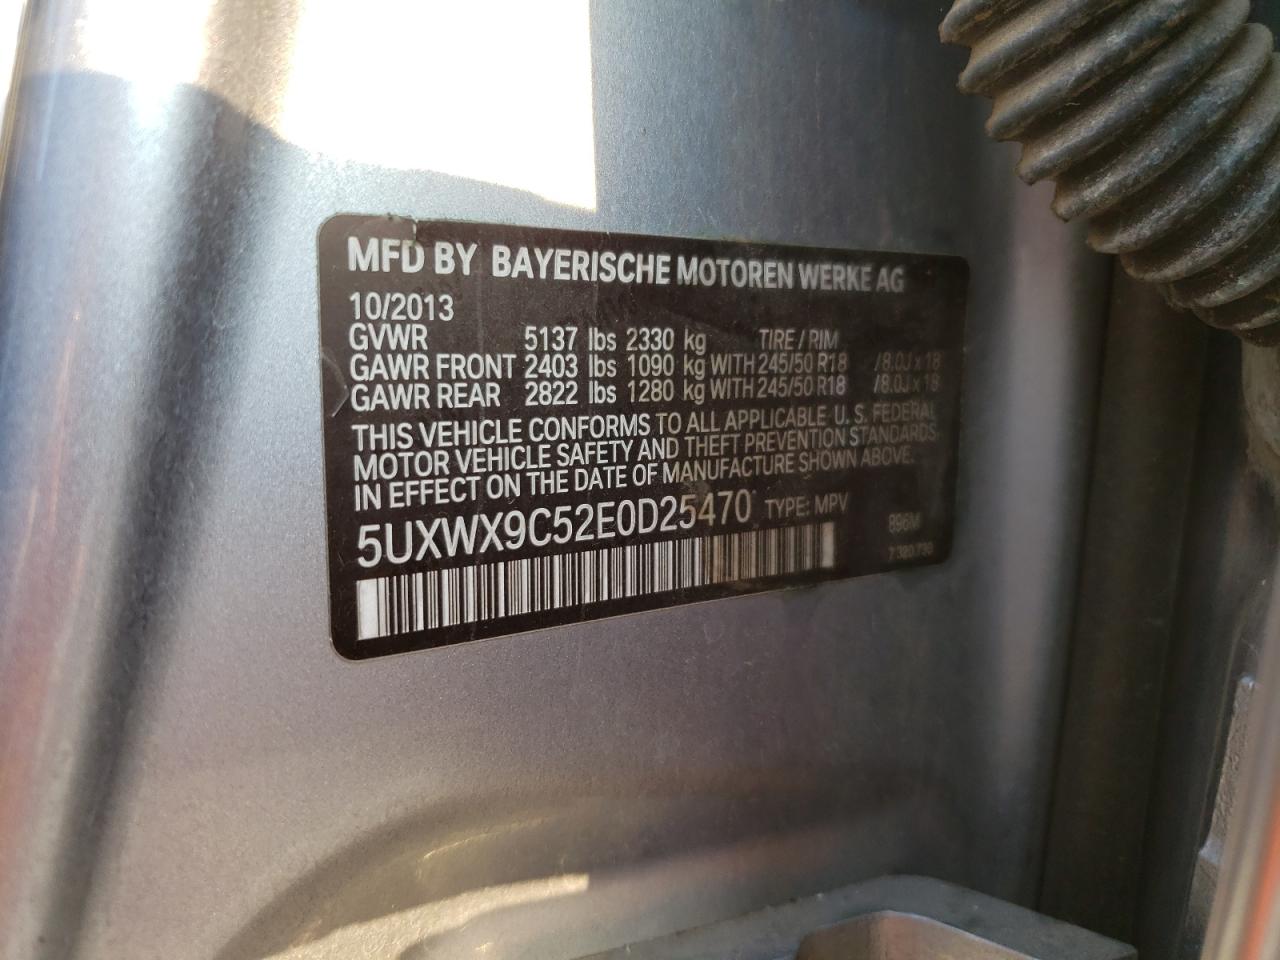 MFD BY BAYERISCHE MOTOREN WERKE AG
10/2013
GVWR 5137 lbs 2330 kg TIRE / RIM
GAWR FRONT 2403 lbs 1090 kg WITH 245/50 R18 /8.0J x 18
GAWR REAR 2822 lbs 1280 kg WITH 245/50 R18 /8.0J x 18
THIS VEHICLE CONFORMS TO ALL APPLICABLE U.S. FEDERAL
MOTOR VEHICLE SAFETY AND THEFT PREVENTION STANDARDS
IN EFFECT ON THE DATE OF MANUFACTURE SHOWN ABOVE.
5UXWX9C52E0D25470 TYPE: MPV
896M
7 320 730